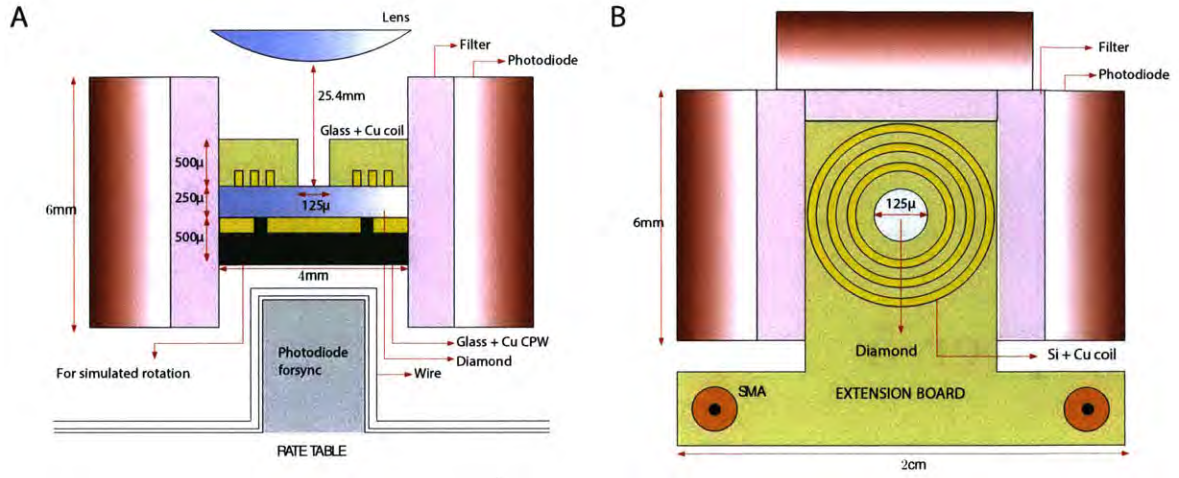 A
Lens
Filter
Photodiode
25.4mm
Glass + Cu coil
500μ
250μ
125μ
6mm
500μ
4mm
Glass + Cu CPW
Diamond
For simulated rotation
Photodiode
forsync
Wire
RATE TABLE
B
Filter
Photodiode
125μ
6mm
Diamond
Si + Cu coil
SMA
EXTENSION BOARD
2cm